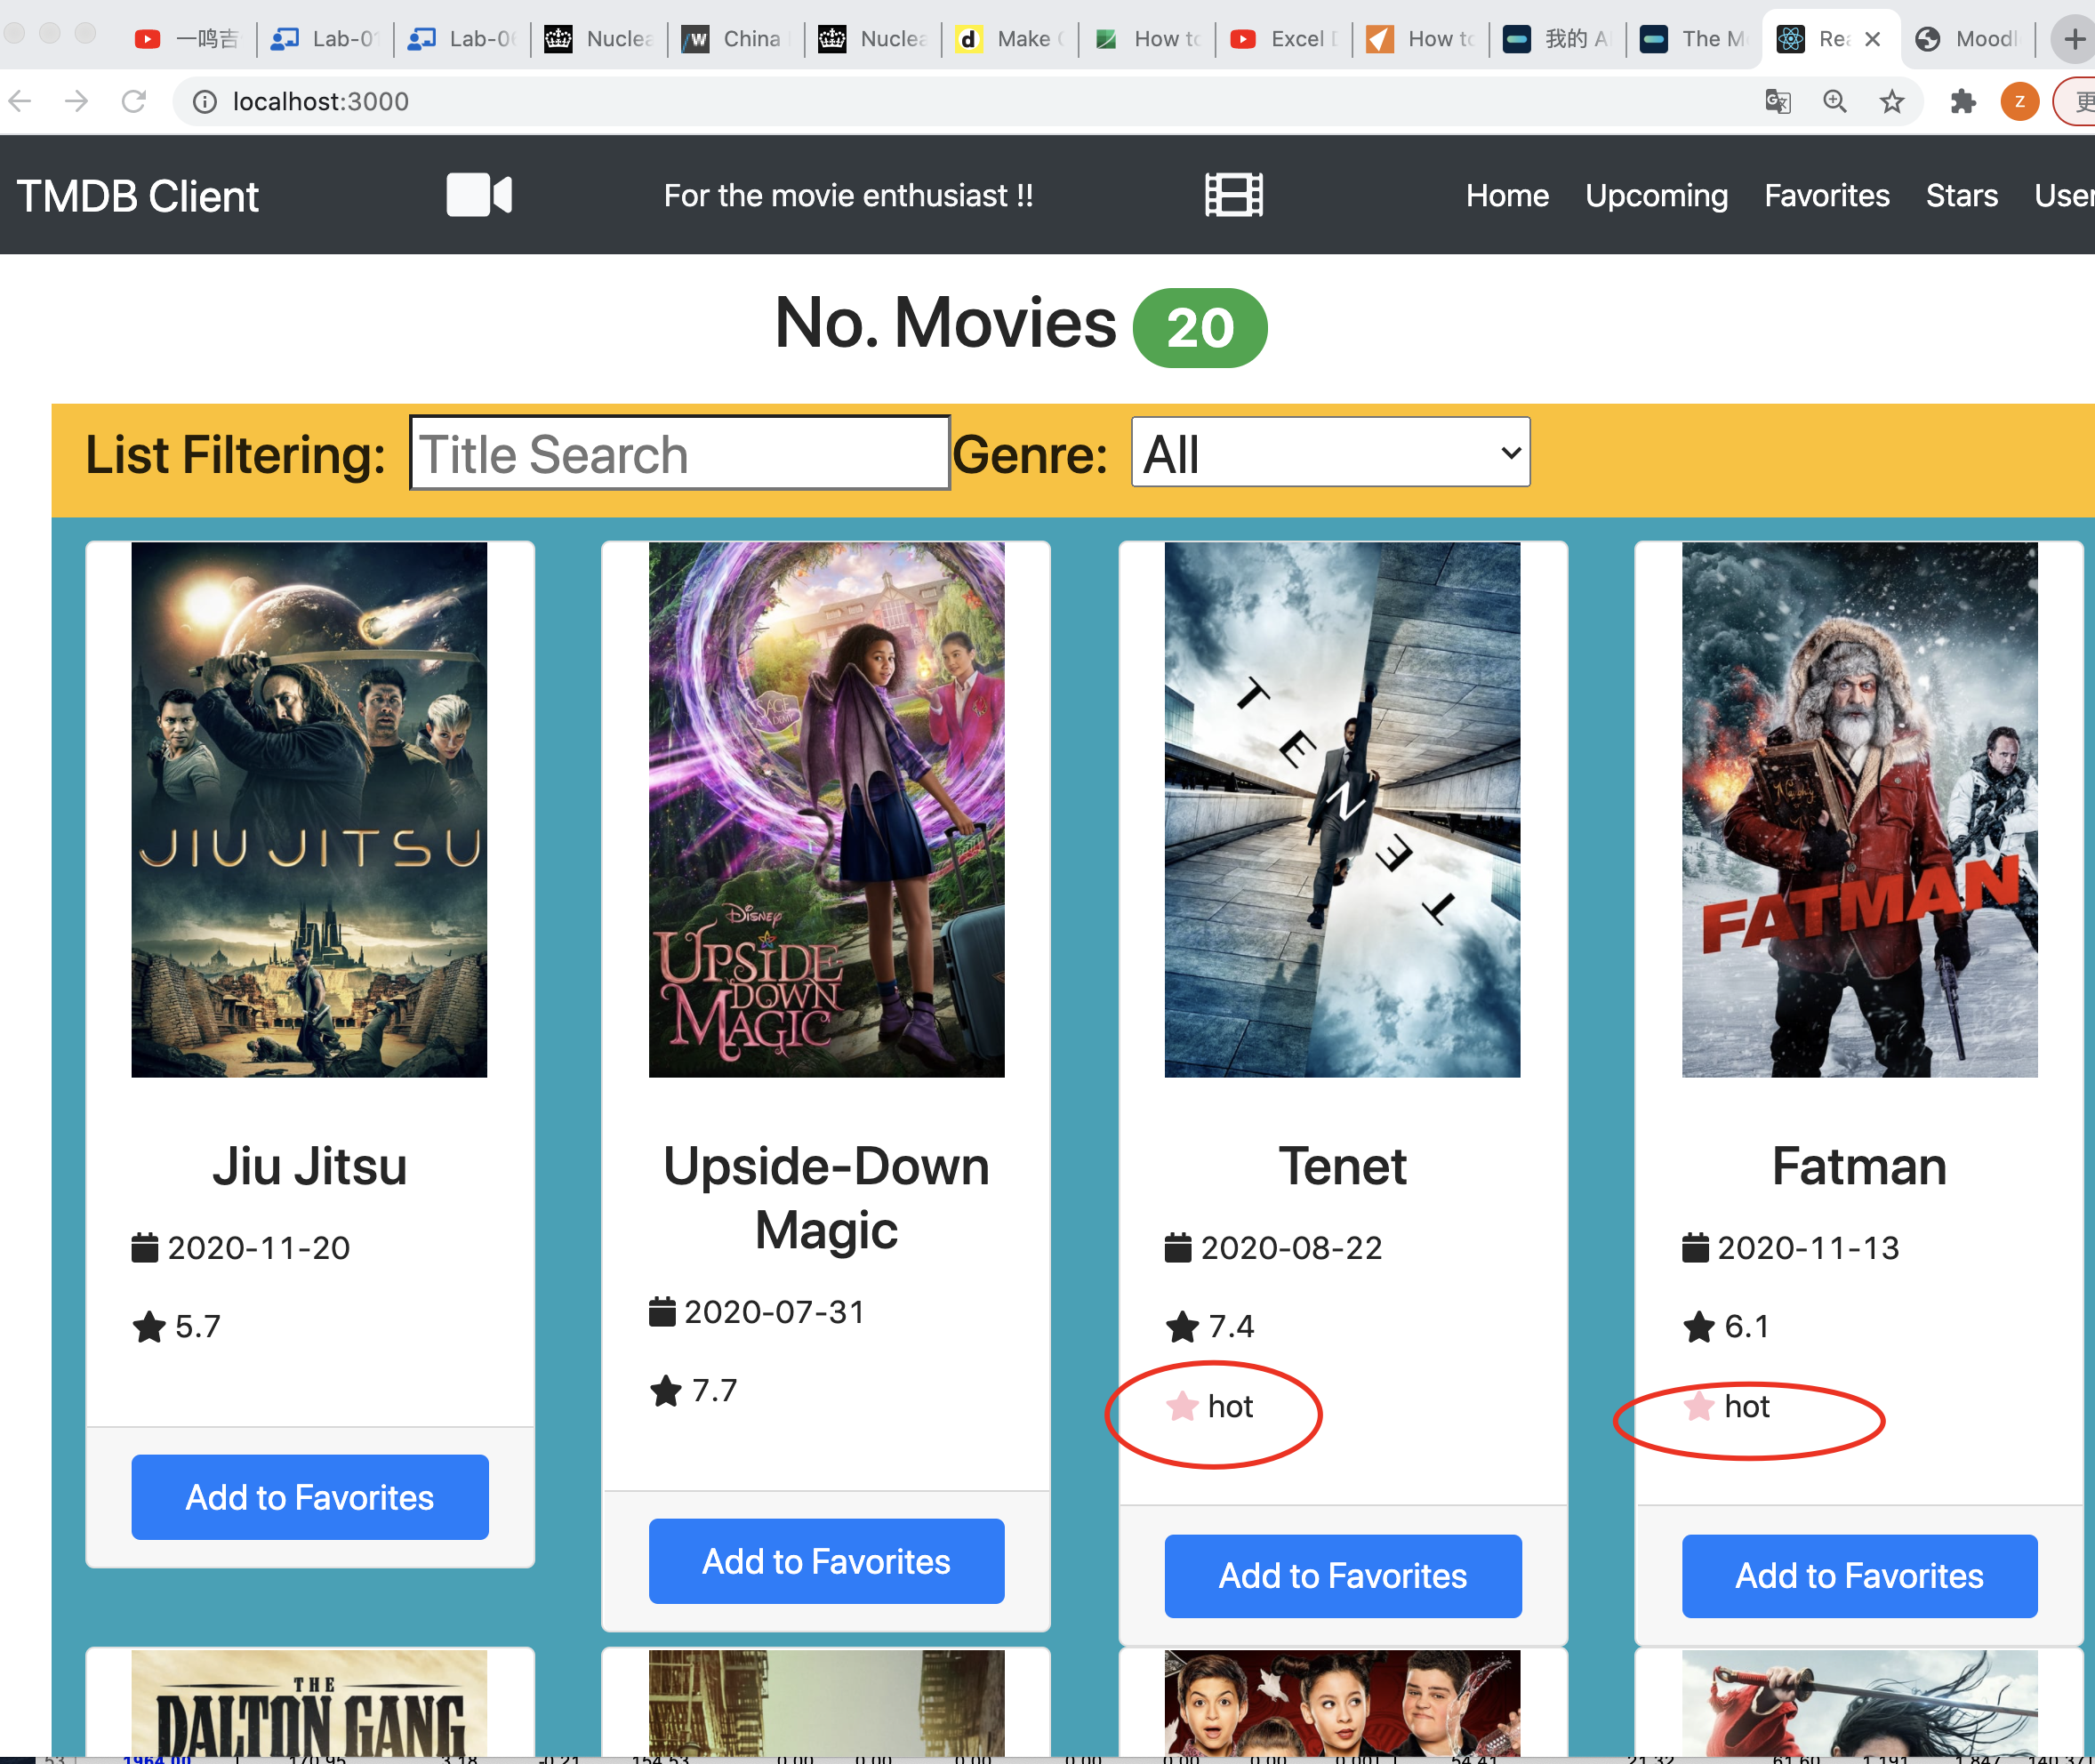 一鸣吉
Lab-0
Lab-0
Nuclea
China
Nuclea
Make
How to
Excel
How to
我的 A
The M
Rea
Moodl
localhost:3000
更
TMDB Client
For the movie enthusiast !!
Home
Upcoming
Favorites
Stars
User
No. Movies 20
List Filtering:
Title Search
Genre:
All
JIU JITSU
SAGE
ACADEMY
DISNEY
UPSIDE
DOWN
MAGIC
TENET
FATMAN
Jiu Jitsu
2020-11-20
5.7
Add to Favorites
Upside-Down
Magic
2020-07-31
7.7
Add to Favorites
Tenet
2020-08-22
7.4
hot
Add to Favorites
Fatman
2020-11-13
6.1
hot
Add to Favorites
THE
DALTON GANG